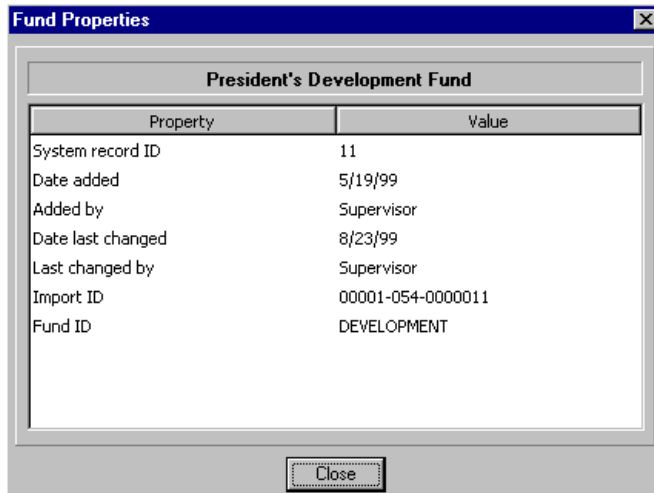 Fund Properties
President's Development Fund
Property Value
System record ID 11
Date added 5/19/99
Added by Supervisor
Date last changed 8/23/99
Last changed by Supervisor
Import ID 00001-054-0000011
Fund ID DEVELOPMENT
Close